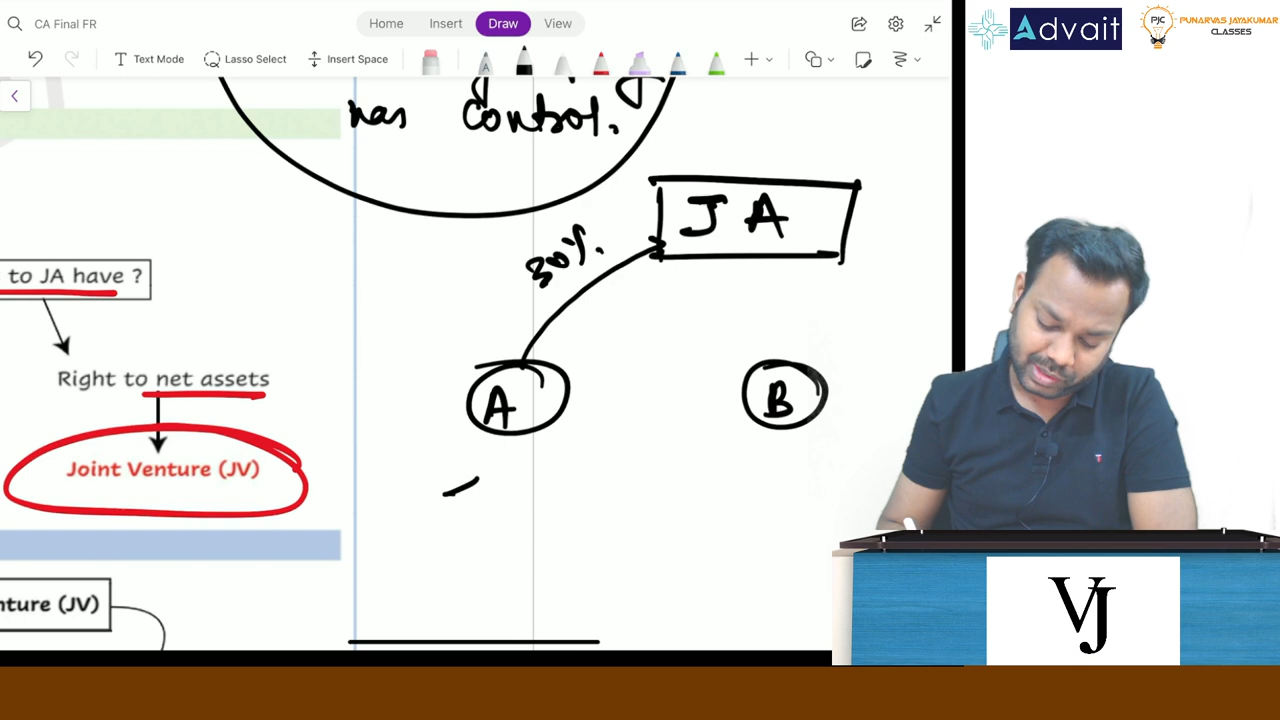 CA Final FR
Home Insert Draw View
Text Mode Lasso Select Insert Space
Advait
PJC
PUNARVAS JAYAKUMAR
CLASSES
has control.
JA
30%.
to JA have ?
Right to net assets
A
B
Joint Venture (JV)
nture (JV)
VJ